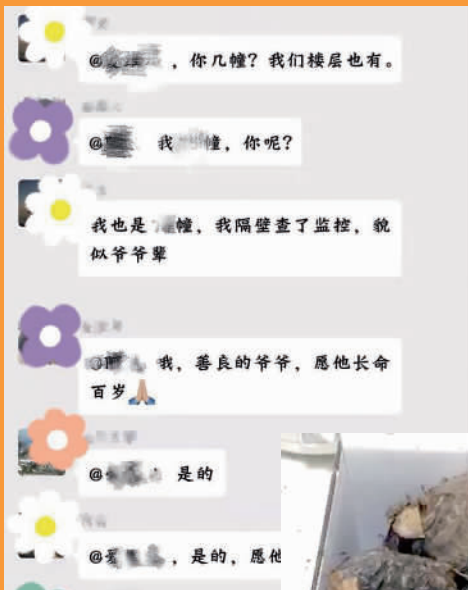 @ ，你几幢？我们楼层也有。
@ 我 幢，你呢？
我也是 幢，我隔壁查了监控，貌
似爷爷辈
@ 我，善良的爷爷，愿他长命
百岁🙏
@ 是的
@ ，是的，愿他